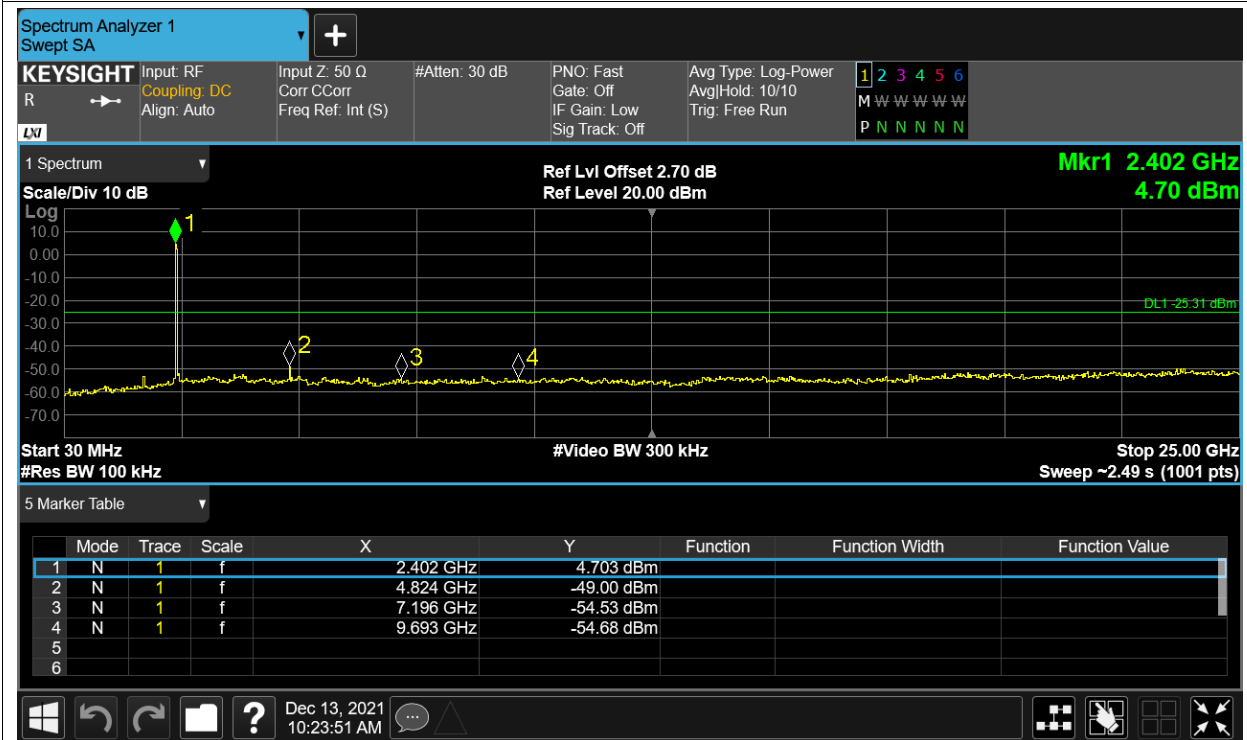 Spectrum Analyzer 1
Swept SA
+
KEYSIGHT
R
LXI
Input: RF
Coupling: DC
Align: Auto
Input Z: 50 Ω
Corr CCorr
Freq Ref: Int (S)
#Atten: 30 dB
PNO: Fast
Gate: Off
IF Gain: Low
Sig Track: Off
Avg Type: Log-Power
Avg|Hold: 10/10
Trig: Free Run
1 2 3 4 5 6
M W W W W W
P N N N N N
1 Spectrum
Scale/Div 10 dB
Ref Lvl Offset 2.70 dB
Ref Level 20.00 dBm
Mkr1 2.402 GHz
4.70 dBm
Log
10.0
0.00
-10.0
-20.0
-30.0
-40.0
-50.0
-60.0
-70.0
1
2
3
4
DL1 -25.31 dBm
Start 30 MHz
#Res BW 100 kHz
#Video BW 300 kHz
Stop 25.00 GHz
Sweep ~2.49 s (1001 pts)
5 Marker Table
Mode Trace Scale X Y Function Function Width Function Value
1 N 1 f 2.402 GHz 4.703 dBm
2 N 1 f 4.824 GHz -49.00 dBm
3 N 1 f 7.196 GHz -54.53 dBm
4 N 1 f 9.693 GHz -54.68 dBm
5
6
?
Dec 13, 2021
10:23:51 AM